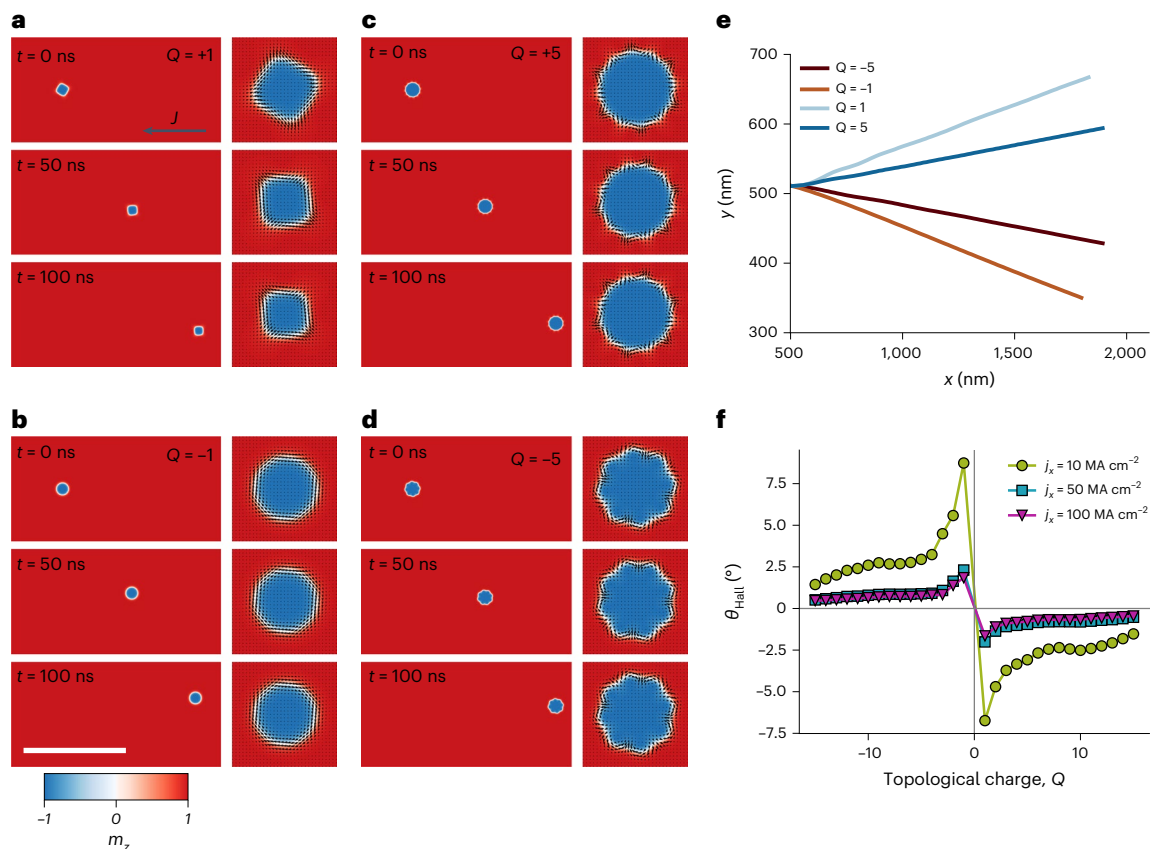 a
t = 0 ns
Q = +1
J
t = 50 ns
t = 100 ns
b
t = 0 ns
Q = –1
t = 50 ns
t = 100 ns
–1
0
1
m_z
c
t = 0 ns
Q = +5
t = 50 ns
t = 100 ns
d
t = 0 ns
Q = –5
t = 50 ns
t = 100 ns
e
700
600
500
400
300
y (nm)
Q = –5
Q = –1
Q = 1
Q = 5
500
1,000
1,500
2,000
x (nm)
f
7.5
5.0
2.5
0
–2.5
–5.0
–7.5
θ_Hall (°)
j_x = 10 MA cm⁻²
j_x = 50 MA cm⁻²
j_x = 100 MA cm⁻²
–10
0
10
Topological charge, Q